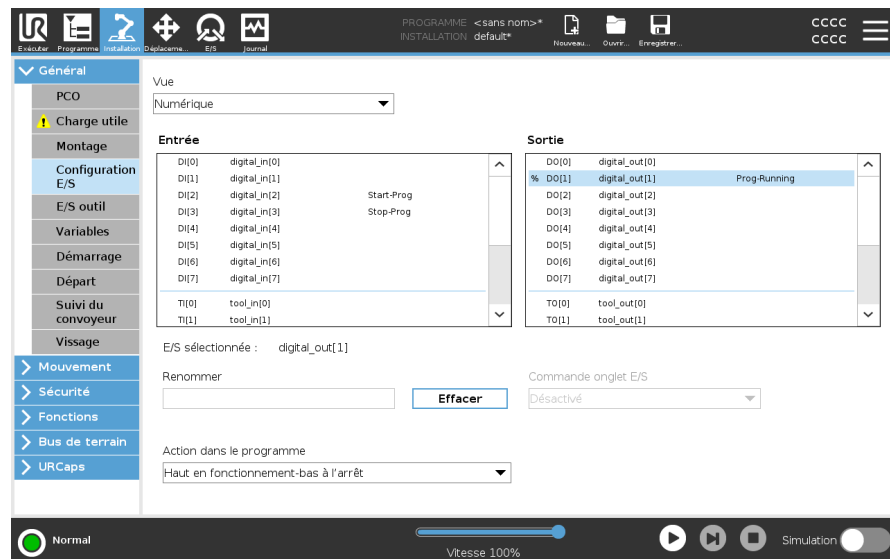 PROGRAMME <sans nom>*
INSTALLATION default*
CCCC
CCCC
Exécuter Programme Installation Déplaceme... E/S Journal Nouveau... Ouvrir... Enregistrer...
Général
PCO
Charge utile
Montage
Configuration
E/S
E/S outil
Variables
Démarrage
Départ
Suivi du
convoyeur
Vissage
Mouvement
Sécurité
Fonctions
Bus de terrain
URCaps
Vue
Numérique
Entrée
DI[0] digital_in[0]
DI[1] digital_in[1]
DI[2] digital_in[2] Start-Prog
DI[3] digital_in[3] Stop-Prog
DI[4] digital_in[4]
DI[5] digital_in[5]
DI[6] digital_in[6]
DI[7] digital_in[7]
TI[0] tool_in[0]
TI[1] tool_in[1]
Sortie
DO[0] digital_out[0]
% DO[1] digital_out[1] Prog-Running
DO[2] digital_out[2]
DO[3] digital_out[3]
DO[4] digital_out[4]
DO[5] digital_out[5]
DO[6] digital_out[6]
DO[7] digital_out[7]
TO[0] tool_out[0]
TO[1] tool_out[1]
E/S sélectionnée : digital_out[1]
Renommer
Effacer
Commande onglet E/S
Désactivé
Action dans le programme
Haut en fonctionnement-bas à l'arrêt
Normal
Vitesse 100%
Simulation